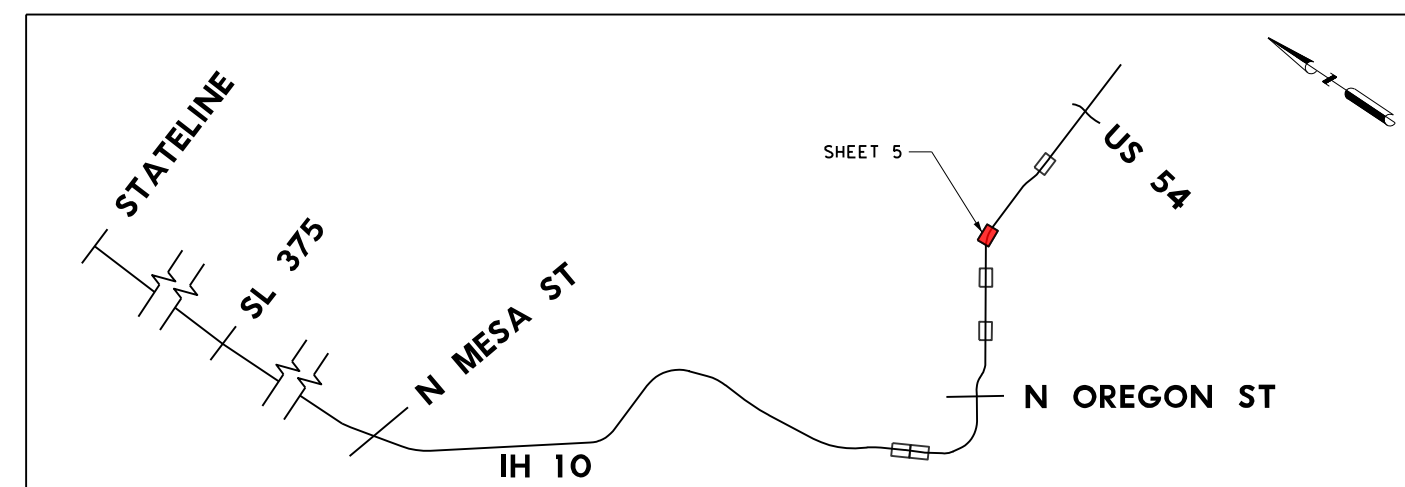 STATELINE
SL 375
N MESA ST
IH 10
SHEET 5
US 54
N OREGON ST